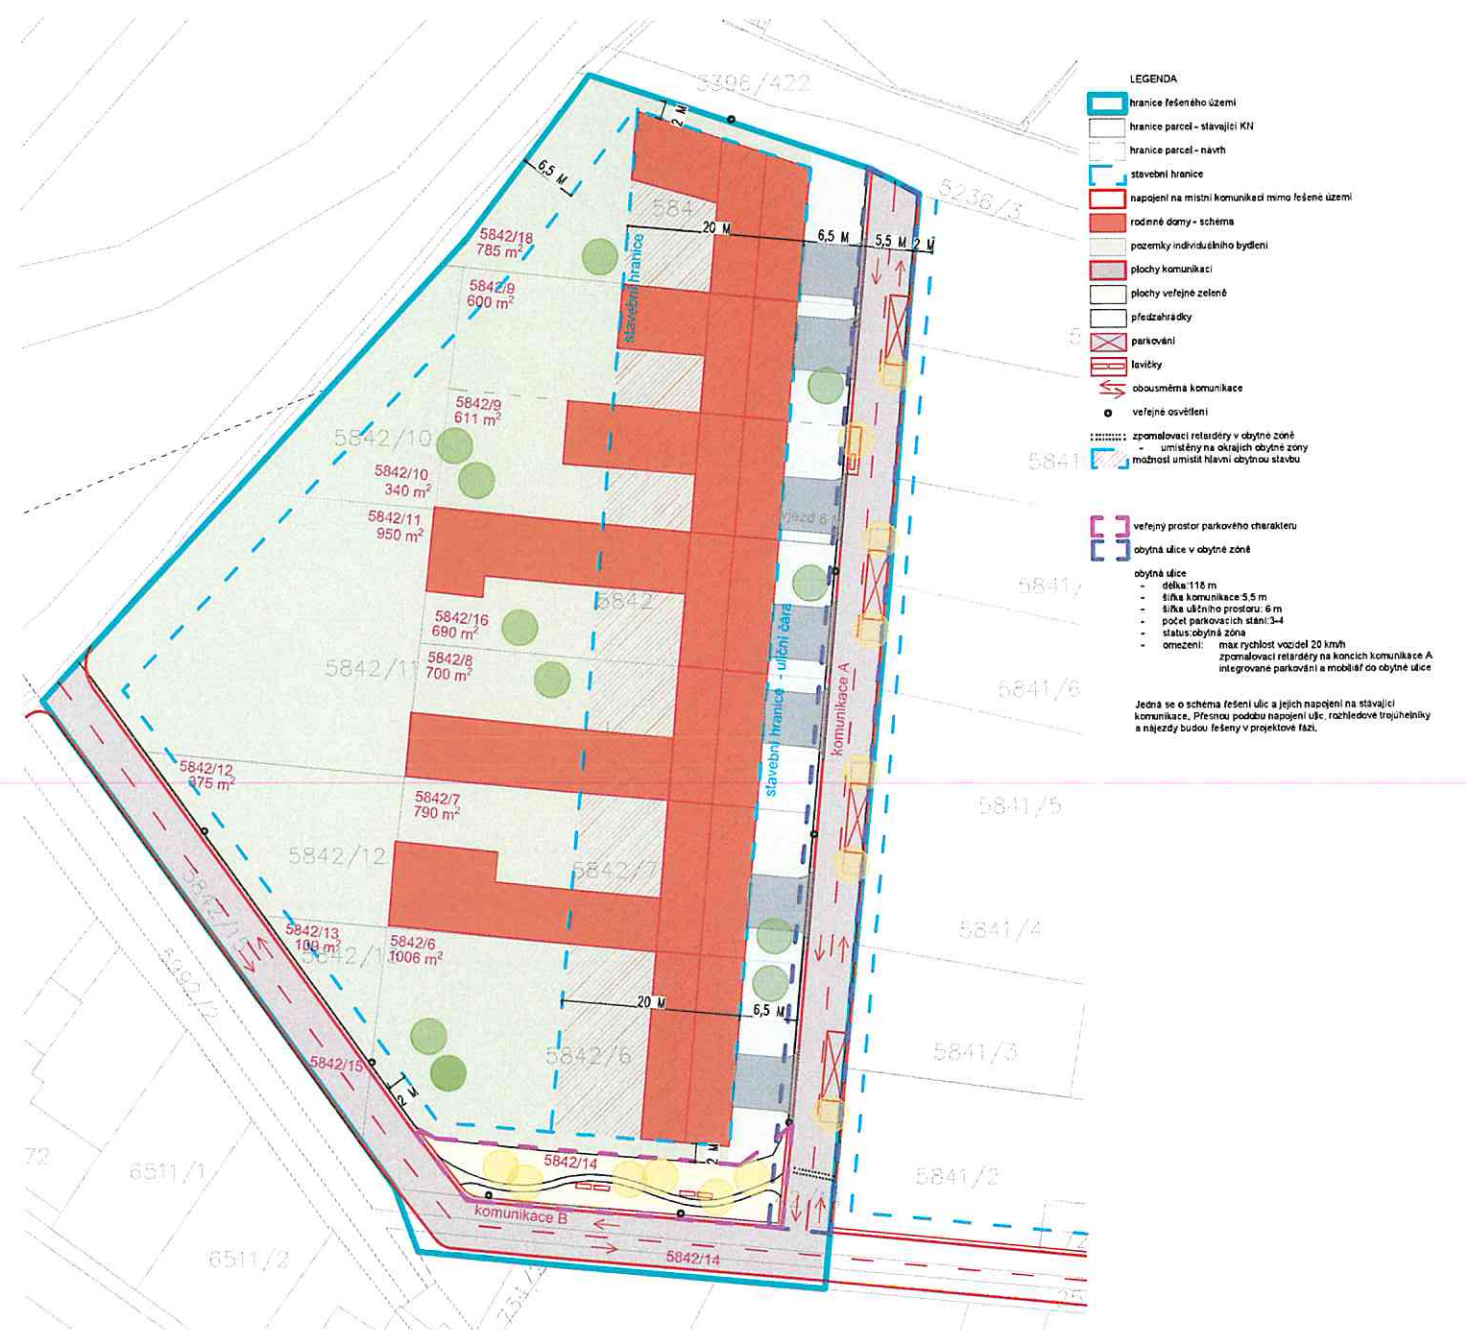 3398/422
2 M
6,5 M
5236/3
584
20 M
6,5 M
5,5 M
2 M
5842/18
785 m²
stavební hranice
5842/9
600 m²
5842/9
611 m²
5842/10
5842/10
340 m²
5841
5842/11
950 m²
5842
5841/
5842/16
690 m²
5842/11
5842/8
700 m²
5841/6
stavební hranice - uliční čára
komunikace A
5842/12
975 m²
5842/7
790 m²
5841/5
5842/12
5842/7
5841/4
5842/13
109 m²
5842/6
1006 m²
20 M
6,5 M
5842/6
5841/3
5842/15
2 M
2 M
5842/14
72
6511/1
5841/2
komunikace B
5842/14
6511/2
LEGENDA
hranice řešeného území
hranice parcel - stávající KN
hranice parcel - návrh
stavební hranice
napojení na místní komunikaci mimo řešené území
rodinné domy - schéma
pozemky individuálního bydlení
plochy komunikací
plochy veřejné zeleně
předzahrádky
parkování
lavičky
obousměrná komunikace
veřejné osvětlení
zpomalovací retardéry v obytné zóně
- umístěny na okrajích obytné zóny
možnost umístit hlavní obytnou stavbu
veřejný prostor parkového charakteru
obytná ulice v obytné zóně
obytná ulice
- délka:118 m
- šířka komunikace:5,5 m
- šířka uličního prostoru: 6 m
- počet parkovacích stání:3-4
- status:obytná zóna
- omezení: max rychlost vozidel 20 km/h
zpomalovací retardéry na koncích komunikace A
integrované parkování a mobiliář do obytné ulice
Jedná se o schéma řešení ulic a jejich napojení na stávající
komunikace. Přesnou podobu napojení ulic, rozhledové trojúhelníky
a nájezdy budou řešeny v projektové fázi.